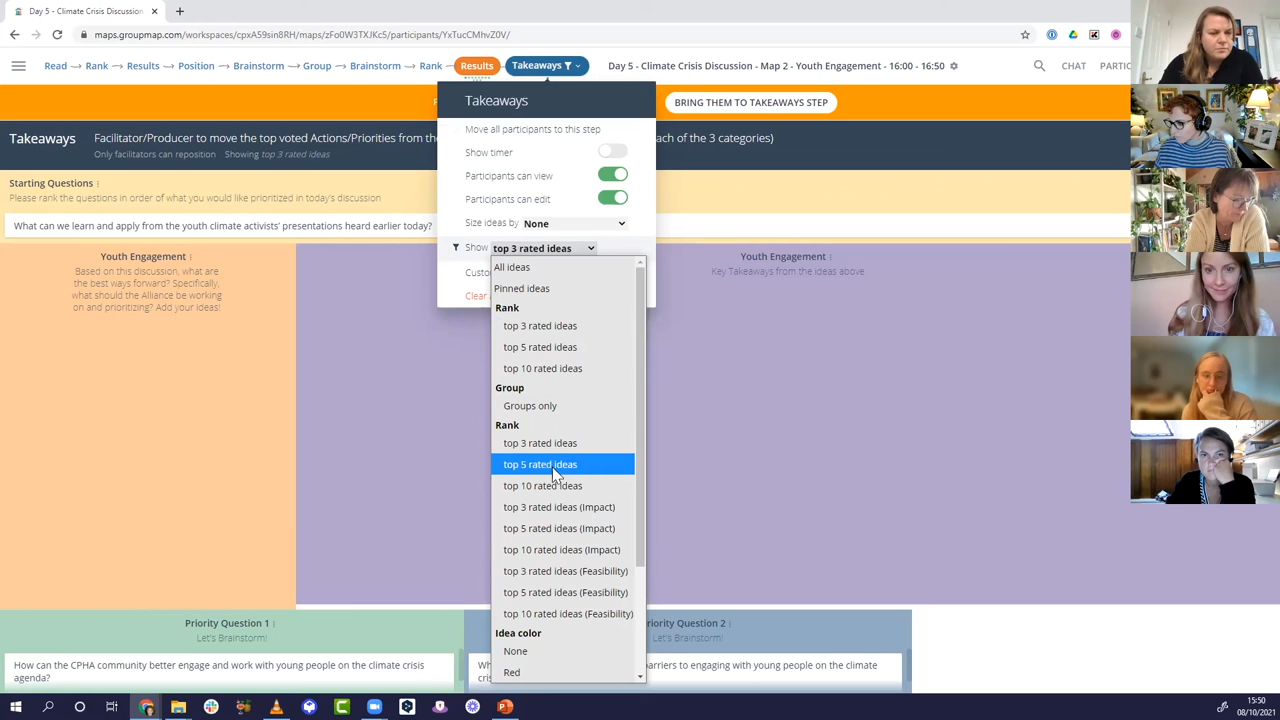 Day 5 - Climate Crisis Discussion -
maps.groupmap.com/workspaces/cpxA59sin8RH/maps/zFo0W3TXJKc5/participants/YxTucCMhvZ0V/
Read
Rank
Results
Position
Brainstorm
Group
Brainstorm
Rank
Results
Takeaways
Day 5 - Climate Crisis Discussion - Map 2 - Youth Engagement - 16:00 - 16:50
CHAT
PARTIC
BRING THEM TO TAKEAWAYS STEP
Takeaways
Facilitator/Producer to move the top voted Actions/Priorities from the
each of the 3 categories)
Only facilitators can reposition
Showing top 3 rated ideas
Starting Questions
Please rank the questions in order of what you would like prioritized in today's discussion
What can we learn and apply from the youth climate activists' presentations heard earlier today?
Youth Engagement
Based on this discussion, what are
the best ways forward? Specifically,
what should the Alliance be working
on and prioritizing? Add your ideas!
Youth Engagement
Key Takeaways from the ideas above
Takeaways
Move all participants to this step
Show timer
Participants can view
Participants can edit
Size ideas by None
Show top 3 rated ideas
Custo
Clear
All ideas
Pinned ideas
Rank
top 3 rated ideas
top 5 rated ideas
top 10 rated ideas
Group
Groups only
Rank
top 3 rated ideas
top 5 rated ideas
top 10 rated ideas
top 3 rated ideas (Impact)
top 5 rated ideas (Impact)
top 10 rated ideas (Impact)
top 3 rated ideas (Feasibility)
top 5 rated ideas (Feasibility)
top 10 rated ideas (Feasibility)
Idea color
None
Red
Priority Question 1
Let's Brainstorm!
How can the CPHA community better engage and work with young people on the climate crisis
agenda?
riority Question 2
Let's Brainstorm!
Wh
barriers to engaging with young people on the climate
cris
15:50
08/10/2021